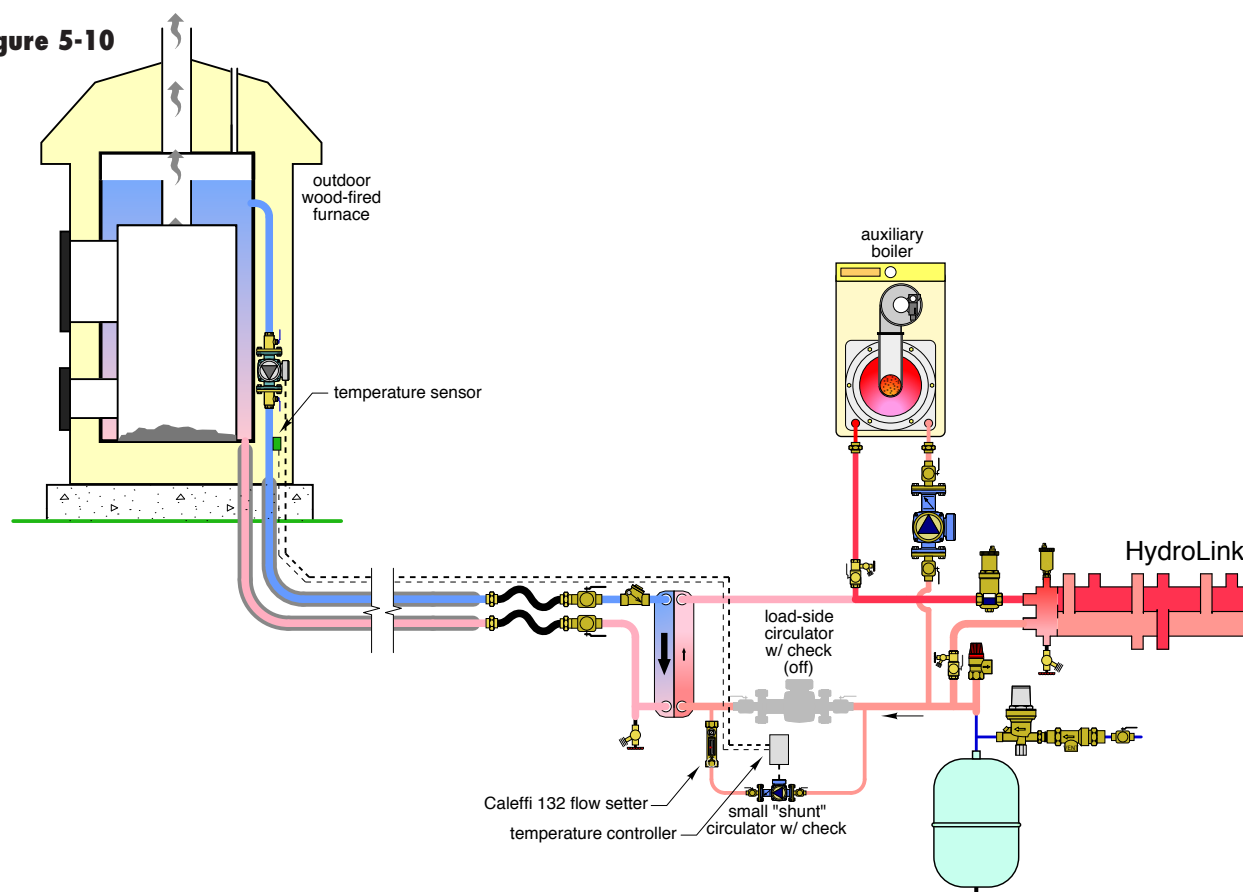 gure 5-10
outdoor
wood-fired
furnace
auxiliary
boiler
temperature sensor
HydroLink
load-side
circulator
w/ check
(off)
Caleffi 132 flow setter
small "shunt"
circulator w/ check
temperature controller